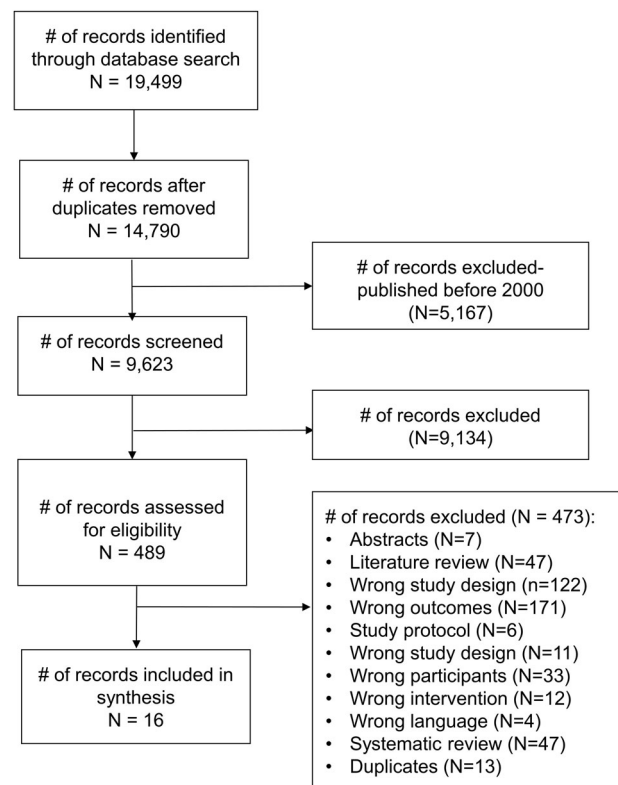 # of records identified
through database search
N = 19,499
# of records after
duplicates removed
N = 14,790
# of records excluded-
published before 2000
(N=5,167)
# of records screened
N = 9,623
# of records excluded
(N=9,134)
# of records assessed
for eligibility
N = 489
# of records excluded (N = 473):
• Abstracts (N=7)
• Literature review (N=47)
• Wrong study design (n=122)
• Wrong outcomes (N=171)
• Study protocol (N=6)
• Wrong study design (N=11)
• Wrong participants (N=33)
• Wrong intervention (N=12)
• Wrong language (N=4)
• Systematic review (N=47)
• Duplicates (N=13)
# of records included in
synthesis
N = 16